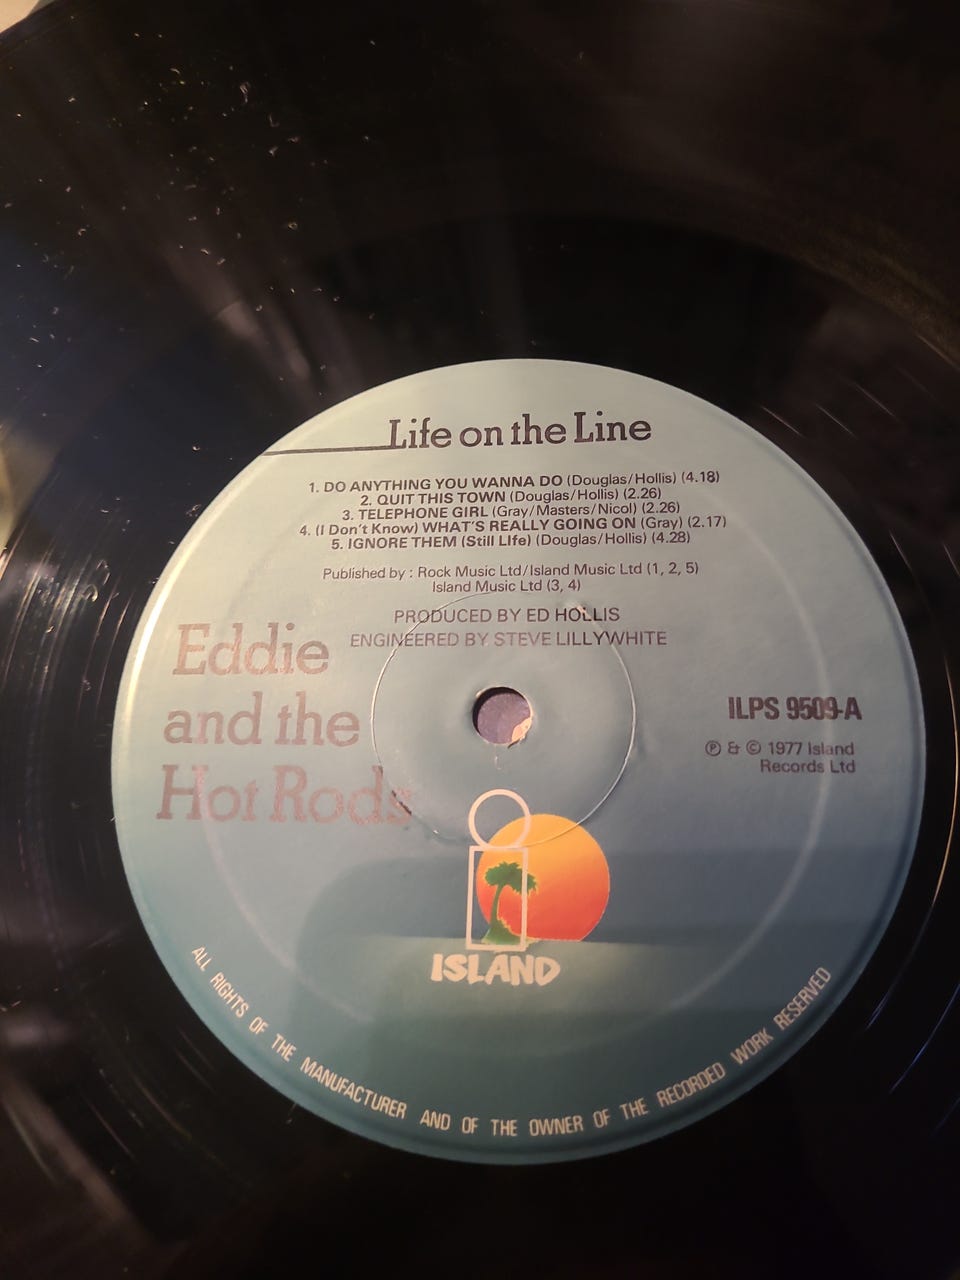 Life on the Line
1. DO ANYTHING YOU WANNA DO (Douglas/Hollis) (4.18)
2. QUIT THIS TOWN (Douglas/Hollis) (2.26)
3. TELEPHONE GIRL (Gray/Masters/Nicol) (2.26)
4. (I Don't Know) WHAT'S REALLY GOING ON (Gray) (2.17)
5. IGNORE THEM (Still LIfe) (Douglas/Hollis) (4.28)
Published by : Rock Music Ltd/Island Music Ltd (1, 2, 5)
Island Music Ltd (3, 4)
PRODUCED BY ED HOLLIS
ENGINEERED BY STEVE LILLYWHITE
Eddie
and the
Hot Rods
ILPS 9509-A
℗ & © 1977 Island
Records Ltd
ISLAND
ALL RIGHTS OF THE MANUFACTURER AND OF THE OWNER OF THE RECORDED WORK RESERVED